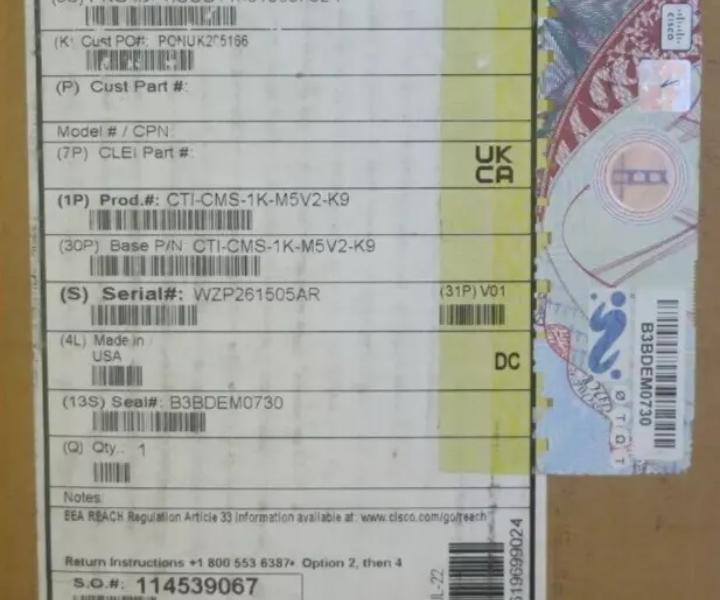 (K) Cust PO#: PONUK205166
(P) Cust Part #:
Model # / CPN:
(7P) CLEI Part #:
UK
CA
(1P) Prod.#: CTI-CMS-1K-M5V2-K9
(30P) Base P/N: CTI-CMS-1K-M5V2-K9
(S) Serial#: WZP261505AR
(31P) V01
(4L) Made in
USA
DC
(13S) Seal#: B3BDEM0730
(Q) Qty.: 1
Notes:
EEA REACH Regulation Article 33 information available at: www.cisco.com/go/reach
Return Instructions +1 800 553 6387• Option 2, then 4
S.O.#: 114539067
619699024
cisco
B3BDEM0730